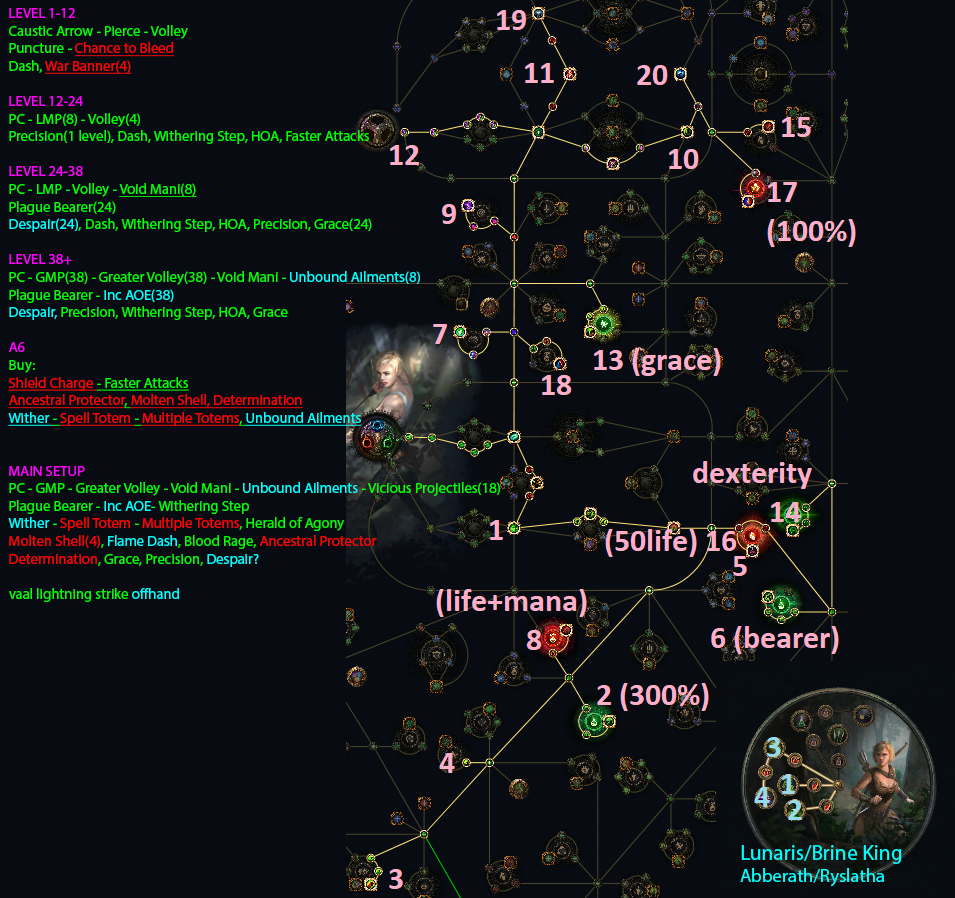 LEVEL 1-12
Caustic Arrow - Pierce - Volley
Puncture - Chance to Bleed
Dash, War Banner(4)
LEVEL 12-24
PC - LMP(8) - Volley(4)
Precision(1 level), Dash, Withering Step, HOA, Faster Attacks
LEVEL 24-38
PC - LMP - Volley - Void Mani(8)
Plague Bearer(24)
Despair(24), Dash, Withering Step, HOA, Precision, Grace(24)
LEVEL 38+
PC - GMP(38) - Greater Volley(38) - Void Mani - Unbound Ailments(8)
Plague Bearer - Inc AOE(38)
Despair, Precision, Withering Step, HOA, Grace
A6
Buy:
Shield Charge - Faster Attacks
Ancestral Protector, Molten Shell, Determination
Wither - Spell Totem - Multiple Totems, Unbound Ailments
MAIN SETUP
PC - GMP - Greater Volley - Void Mani - Unbound Ailments - Vicious Projectiles(18)
Plague Bearer - Inc AOE- Withering Step
Wither - Spell Totem - Multiple Totems, Herald of Agony
Molten Shell(4), Flame Dash, Blood Rage, Ancestral Protector
Determination, Grace, Precision, Despair?
vaal lightning strike offhand
19
11
20
12
10
15
17
(100%)
9
7
13 (grace)
18
dexterity
14
1
(50life) 16
5
(life+mana)
6 (bearer)
8
2 (300%)
4
3
3
1
4
2
Lunaris/Brine King
Abberath/Ryslatha